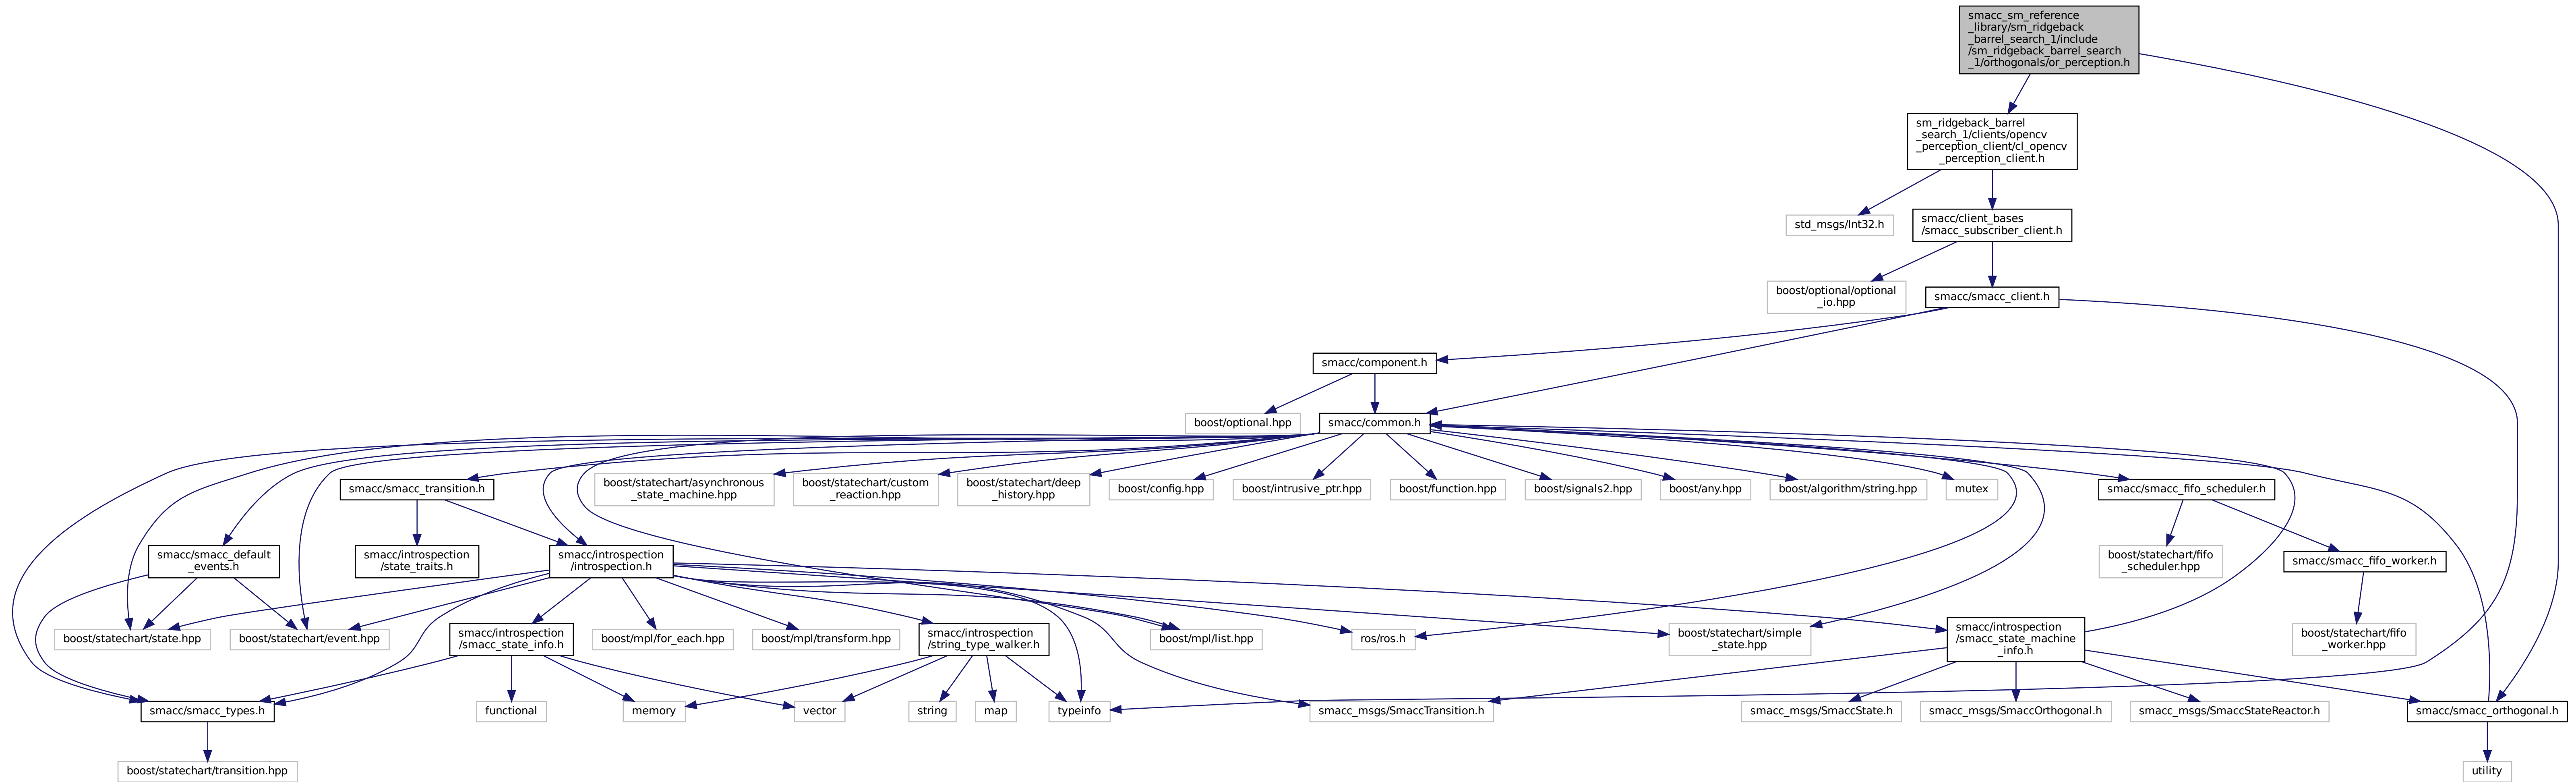 smacc_sm_reference
_library/sm_ridgeback
_barrel_search_1/include
/sm_ridgeback_barrel_search
_1/orthogonals/or_perception.h
sm_ridgeback_barrel
_search_1/clients/opencv
_perception_client/cl_opencv
_perception_client.h
std_msgs/Int32.h
smacc/client_bases
/smacc_subscriber_client.h
boost/optional/optional
_io.hpp
smacc/smacc_client.h
smacc/component.h
boost/optional.hpp
smacc/common.h
smacc/smacc_transition.h
boost/statechart/asynchronous
_state_machine.hpp
boost/statechart/custom
_reaction.hpp
boost/statechart/deep
_history.hpp
boost/config.hpp
boost/intrusive_ptr.hpp
boost/function.hpp
boost/signals2.hpp
boost/any.hpp
boost/algorithm/string.hpp
mutex
smacc/smacc_fifo_scheduler.h
smacc/smacc_default
_events.h
smacc/introspection
/state_traits.h
smacc/introspection
/introspection.h
boost/statechart/fifo
_scheduler.hpp
smacc/smacc_fifo_worker.h
boost/statechart/state.hpp
boost/statechart/event.hpp
smacc/introspection
/smacc_state_info.h
boost/mpl/for_each.hpp
boost/mpl/transform.hpp
smacc/introspection
/string_type_walker.h
boost/mpl/list.hpp
ros/ros.h
boost/statechart/simple
_state.hpp
smacc/introspection
/smacc_state_machine
_info.h
boost/statechart/fifo
_worker.hpp
smacc/smacc_types.h
functional
memory
vector
string
map
typeinfo
smacc_msgs/SmaccTransition.h
smacc_msgs/SmaccState.h
smacc_msgs/SmaccOrthogonal.h
smacc_msgs/SmaccStateReactor.h
smacc/smacc_orthogonal.h
boost/statechart/transition.hpp
utility